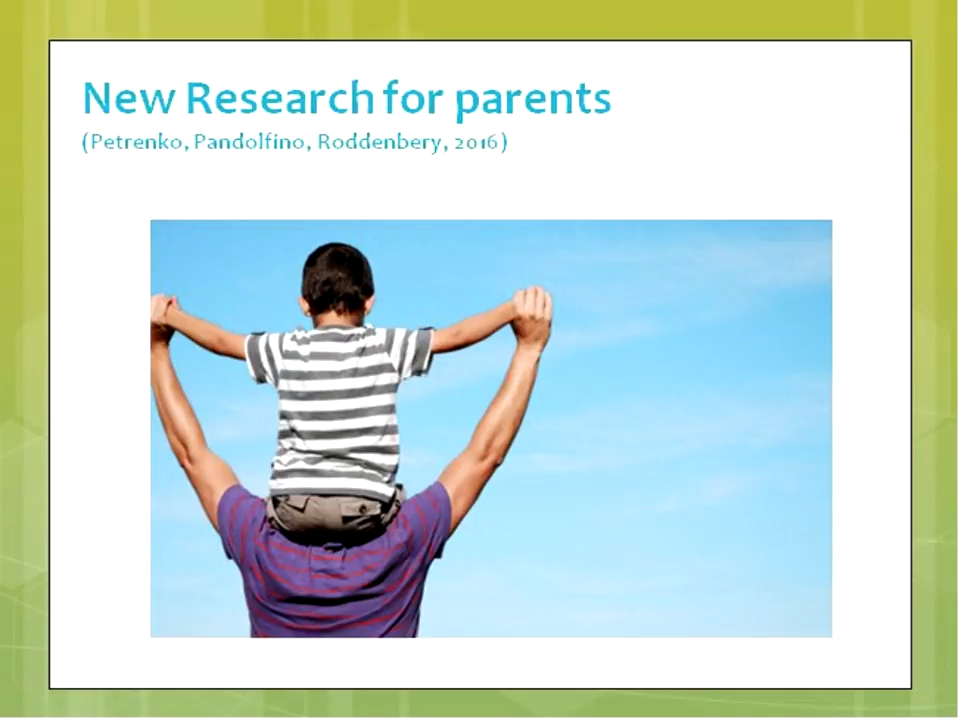 New Research for parents
(Petrenko, Pandolfino, Roddenbery, 2016)